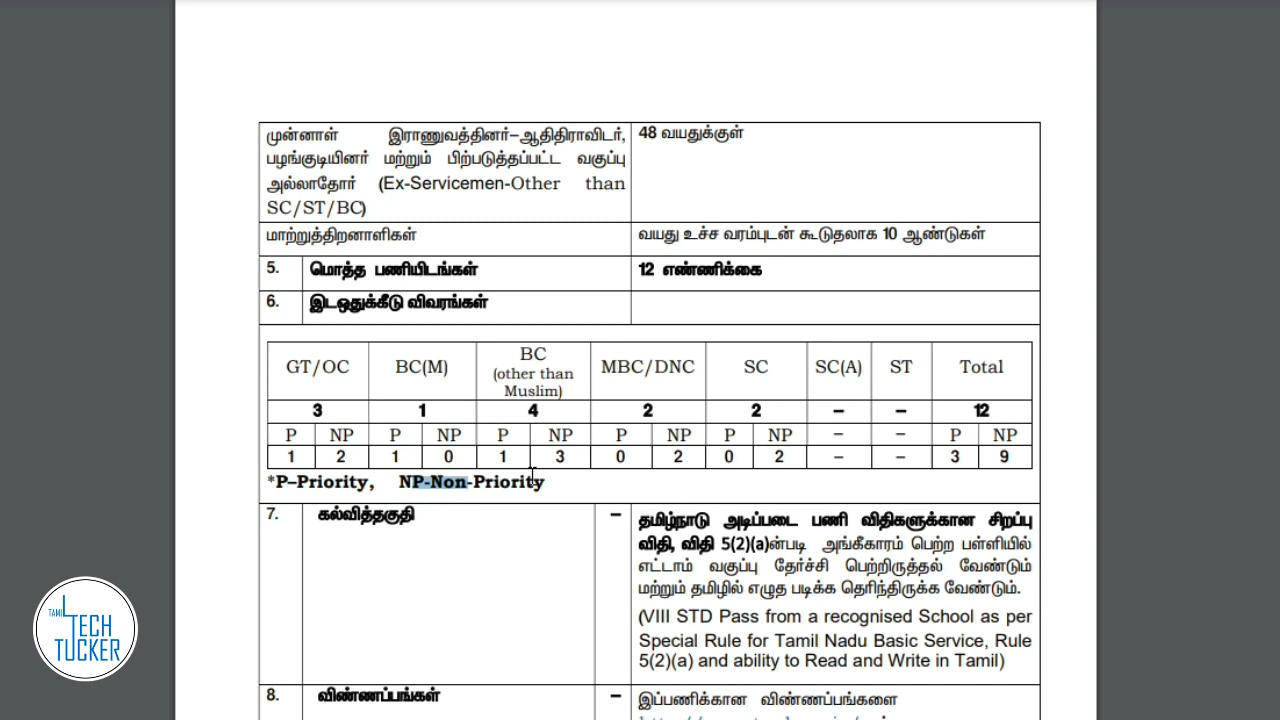 முன்னாள் இராணுவத்தினர்–ஆதிதிராவிடர், 48 வயதுக்குள்
பழங்குடியினர் மற்றும் பிற்படுத்தப்பட்ட வகுப்பு
அல்லாதோர் (Ex-Servicemen-Other than
SC/ST/BC)
மாற்றுத்திறனாளிகள் வயது உச்ச வரம்புடன் கூடுதலாக 10 ஆண்டுகள்
5. மொத்த பணியிடங்கள் 12 எண்ணிக்கை
6. இடஒதுக்கீடு விவரங்கள்
GT/OC BC(M) BC (other than Muslim) MBC/DNC SC SC(A) ST Total
3 1 4 2 2 – – 12
P NP P NP P NP P NP P NP – – P NP
1 2 1 0 1 3 0 2 0 2 – – 3 9
*P–Priority, NP-Non-Priority
7. கல்வித்தகுதி – தமிழ்நாடு அடிப்படை பணி விதிகளுக்கான சிறப்பு
விதி, விதி 5(2)(a)ன்படி அங்கீகாரம் பெற்ற பள்ளியில்
எட்டாம் வகுப்பு தேர்ச்சி பெற்றிருத்தல் வேண்டும்
மற்றும் தமிழில் எழுத படிக்க தெரிந்திருக்க வேண்டும்.
(VIII STD Pass from a recognised School as per
Special Rule for Tamil Nadu Basic Service, Rule
5(2)(a) and ability to Read and Write in Tamil)
8. விண்ணப்பங்கள் – இப்பணிக்கான விண்ணப்பங்களை
TAMIL
TECH
TUCKER